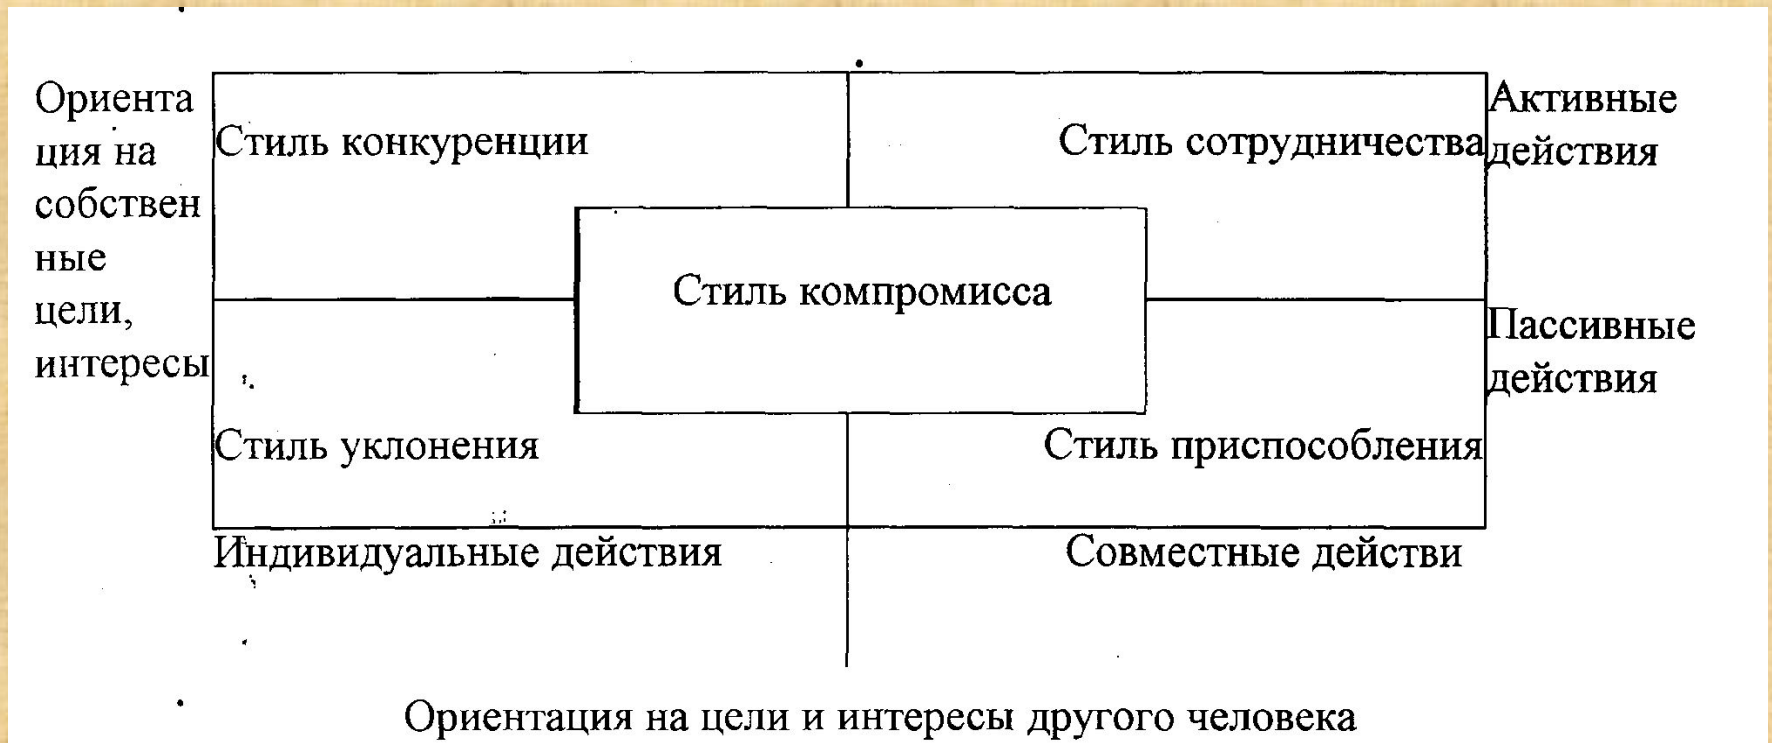 Ориента
ция на
собствен
ные
цели,
интересы
Стиль конкуренции
Стиль сотрудничества
Активные
действия
Стиль компромисса
Пассивные
действия
Стиль уклонения
Стиль приспособления
Индивидуальные действия
Совместные действи
Ориентация на цели и интересы другого человека